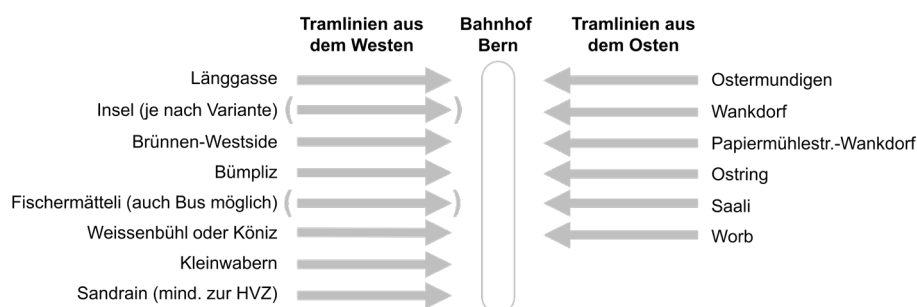 Tramlinien aus
dem Westen
Bahnhof
Bern
Tramlinien aus
dem Osten
Länggasse
Insel (je nach Variante)
Brünnen-Westside
Bümpliz
Fischermätteli (auch Bus möglich)
Weissenbühl oder Köniz
Kleinwabern
Sandrain (mind. zur HVZ)
Ostermundigen
Wankdorf
Papiermühlestr.-Wankdorf
Ostring
Saali
Worb